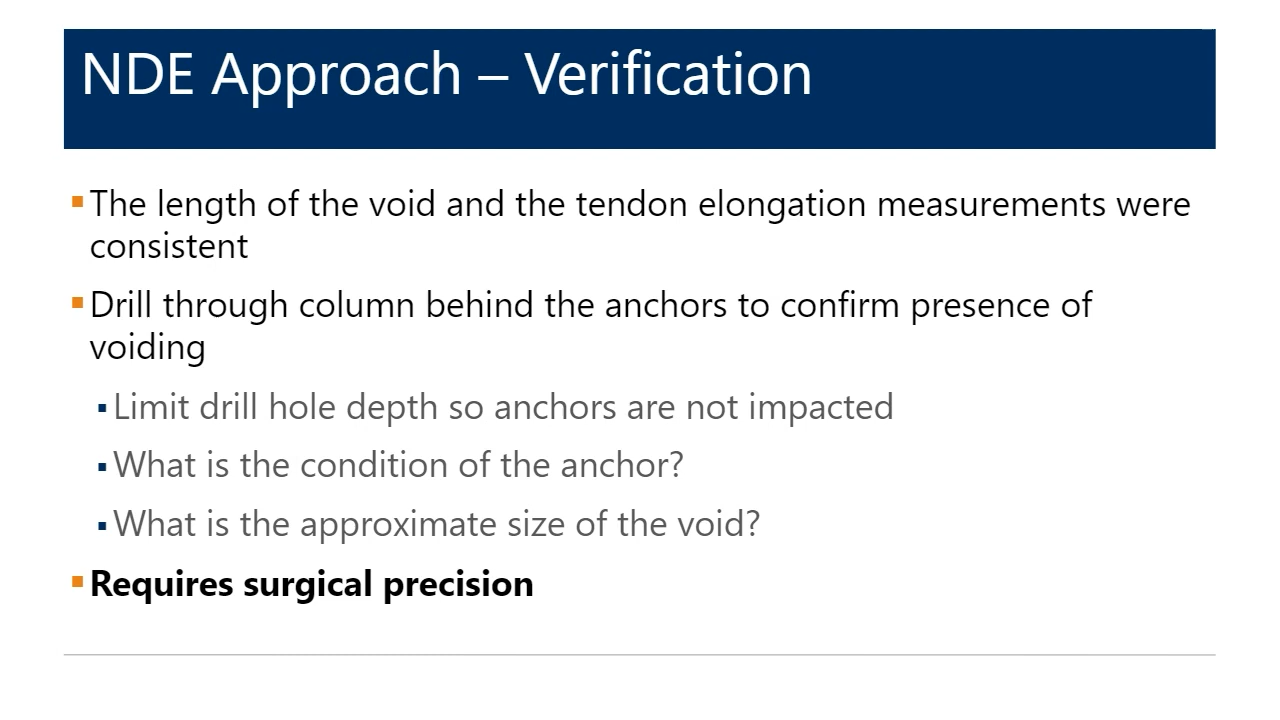 NDE Approach – Verification
The length of the void and the tendon elongation measurements were
consistent
Drill through column behind the anchors to confirm presence of
voiding
Limit drill hole depth so anchors are not impacted
What is the condition of the anchor?
What is the approximate size of the void?
Requires surgical precision